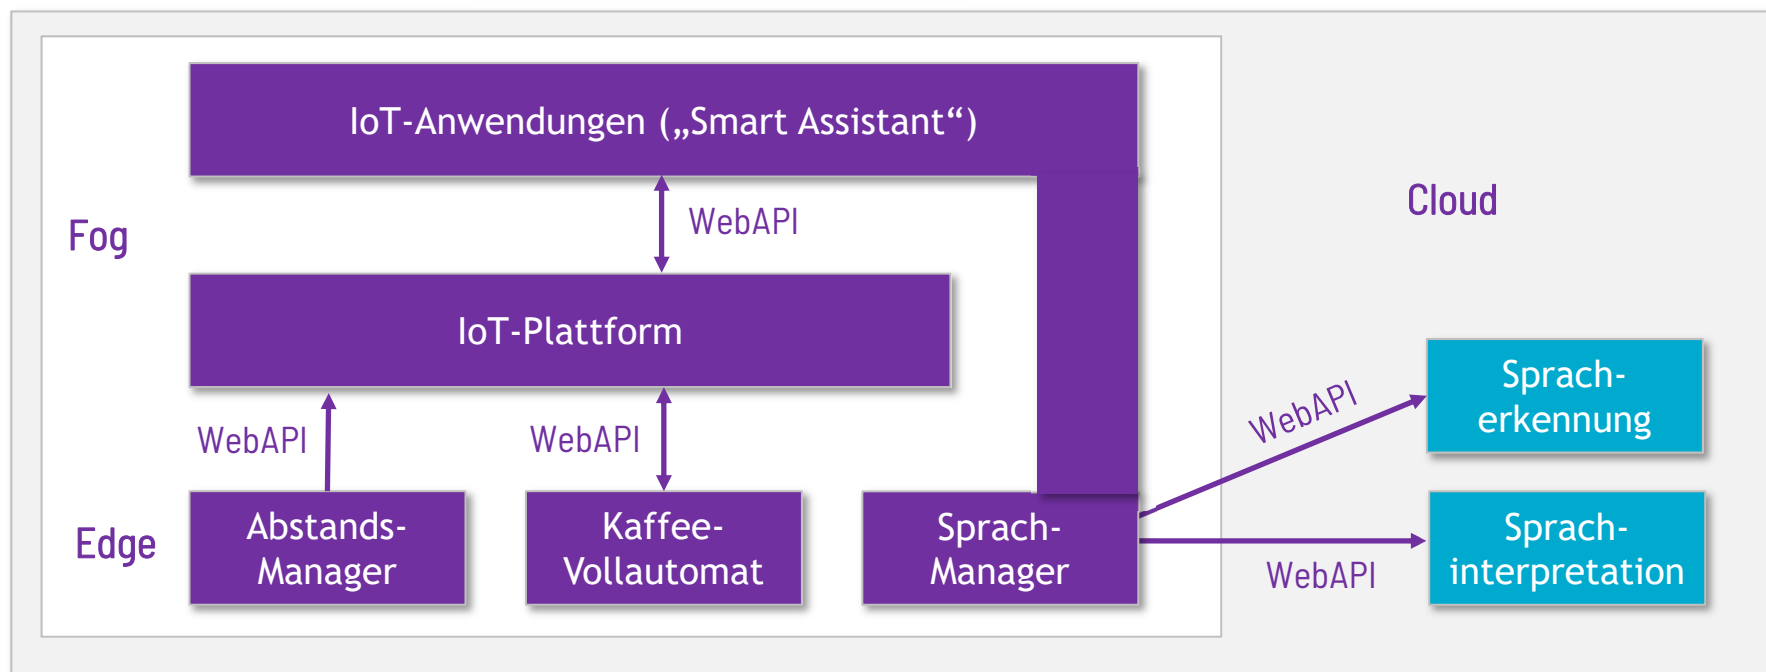 IoT-Anwendungen („Smart Assistant“)
Cloud
WebAPI
Fog
IoT-Plattform
Sprach-
erkennung
WebAPI
WebAPI
WebAPI
Edge
Abstands-
Manager
Kaffee-
Vollautomat
Sprach-
Manager
WebAPI
Sprach-
interpretation